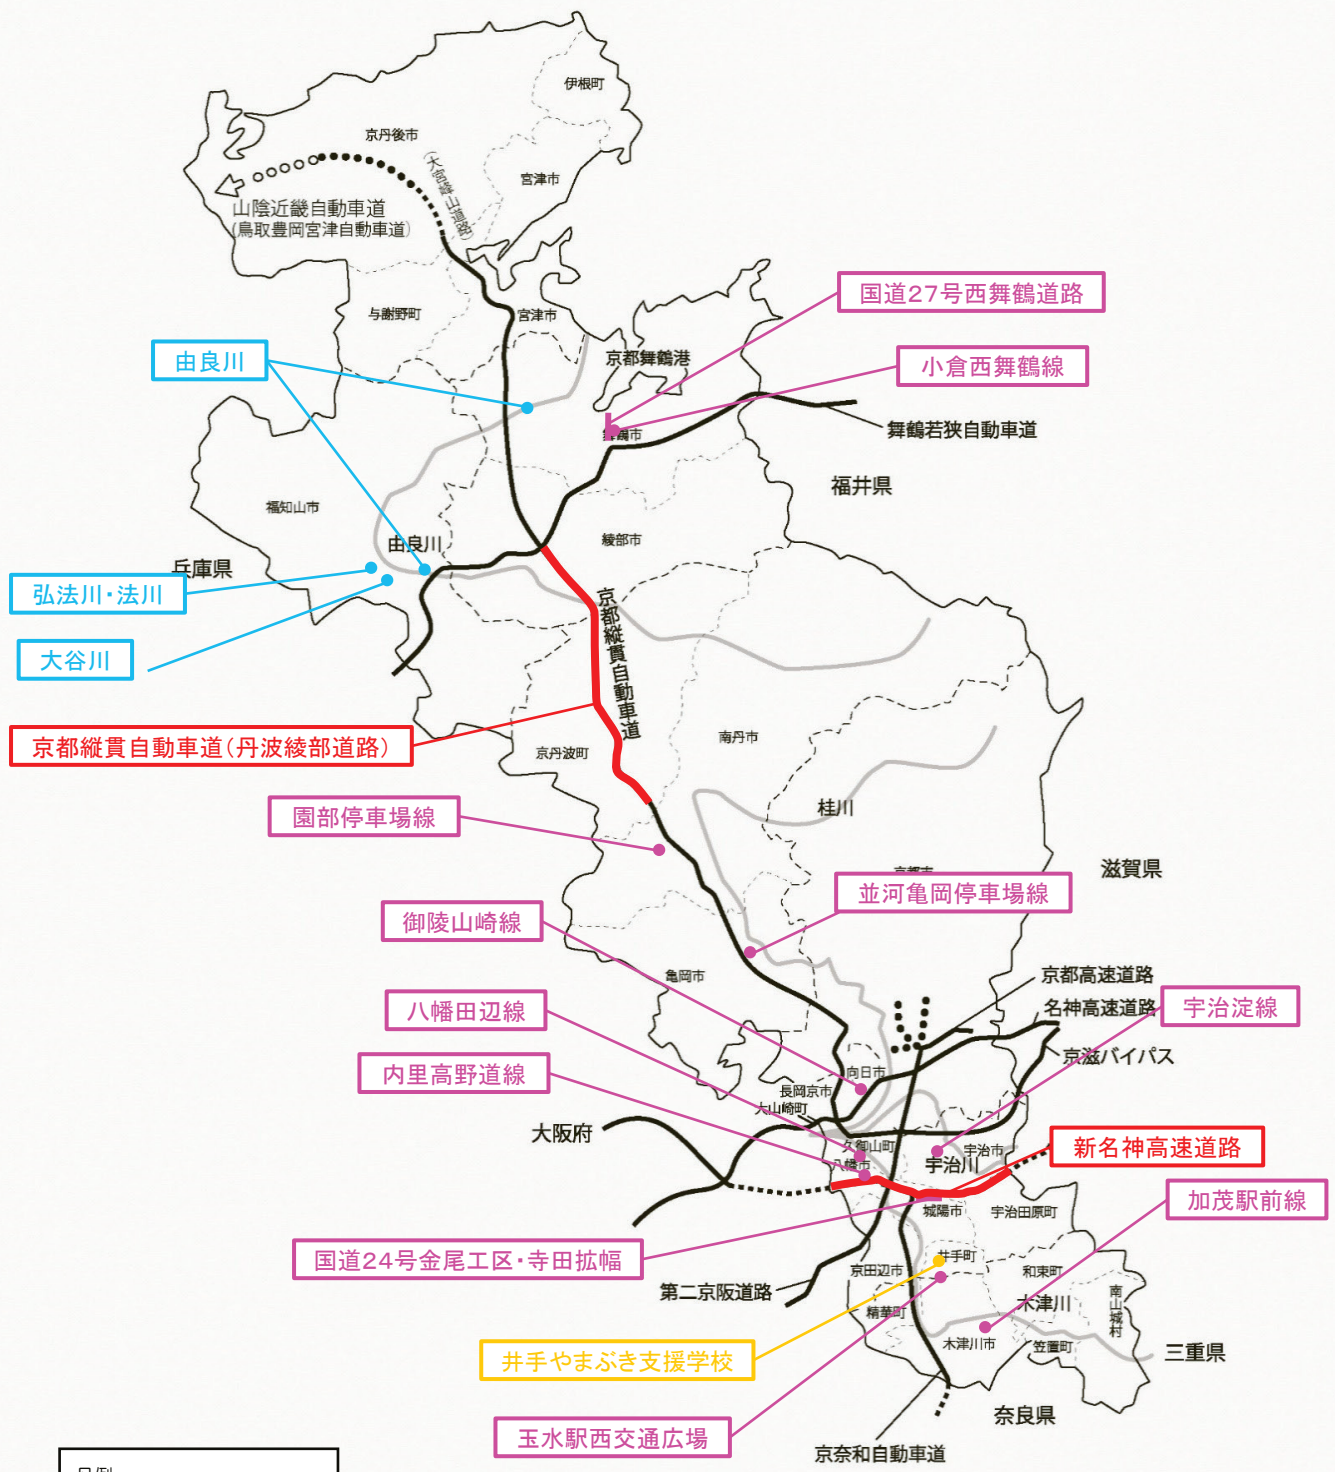 伊根町
京丹後市
(大宮峰山道路)
宮津市
山陰近畿自動車道
(鳥取豊岡宮津自動車道)
国道27号西舞鶴道路
与謝野町
宮津市
由良川
京都舞鶴港
小倉西舞鶴線
舞鶴市
舞鶴若狭自動車道
福井県
福知山市
綾部市
由良川
兵庫県
弘法川・法川
京都縦貫自動車道
大谷川
京都縦貫自動車道(丹波綾部道路)
京丹波町
南丹市
園部停車場線
桂川
京都市
滋賀県
並河亀岡停車場線
御陵山崎線
亀岡市
京都高速道路
八幡田辺線
名神高速道路
宇治淀線
京滋バイパス
内里高野道線
向日市
長岡京市
大山崎町
大阪府
久御山町
宇治市
新名神高速道路
八幡市
宇治川
加茂駅前線
城陽市
宇治田原町
国道24号金尾工区・寺田拡幅
井手町
京田辺市
和束町
第二京阪道路
木津川
南山城村
精華町
木津川市
笠置町
三重県
井手やまぶき支援学校
奈良県
玉水駅西交通広場
京奈和自動車道